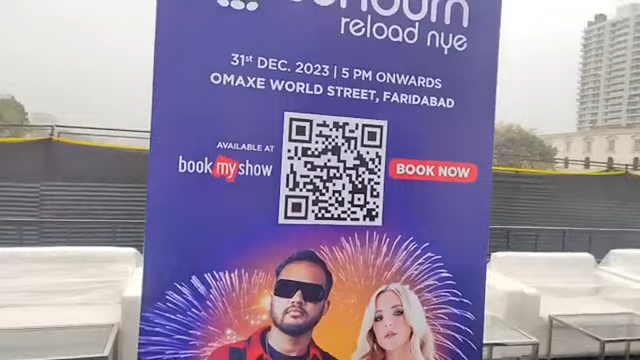 reload nye
31st DEC. 2023 | 5 PM ONWARDS
OMAXE WORLD STREET, FARIDABAD
AVAILABLE AT
bookmyshow
BOOK NOW